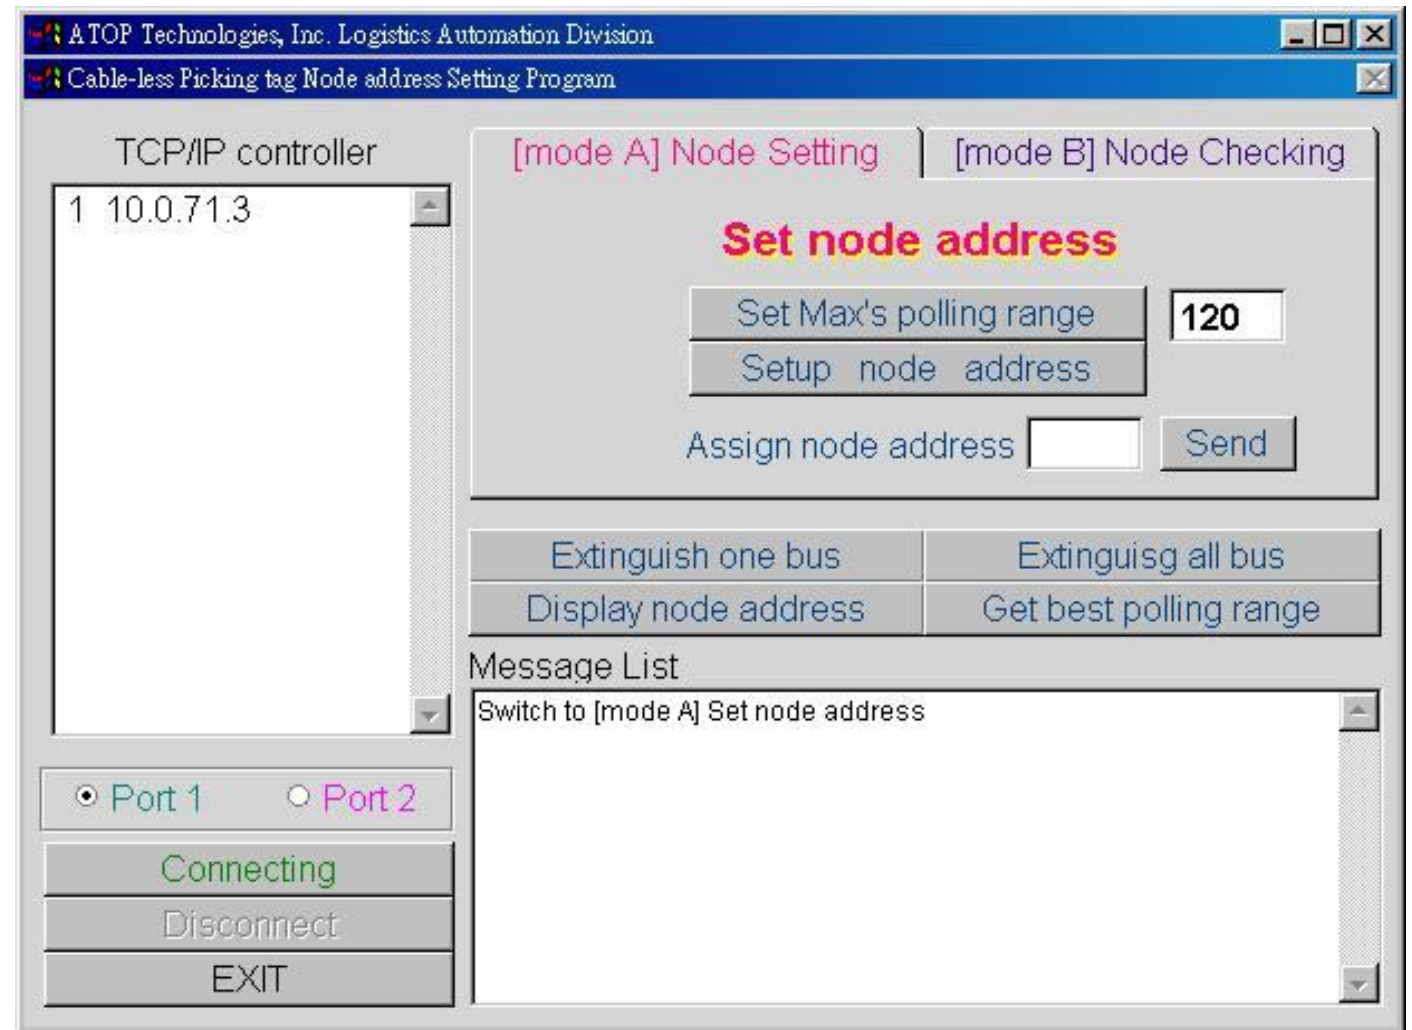 ATOP Technologies, Inc. Logistics Automation Division
Cable-less Picking tag Node address Setting Program
TCP/IP controller
1 10.0.71.3
Port 1 Port 2
Connecting
Disconnect
EXIT
[mode A] Node Setting [mode B] Node Checking
Set node address
Set Max's polling range 120
Setup node address
Assign node address Send
Extinguish one bus Extinguisg all bus
Display node address Get best polling range
Message List
Switch to [mode A] Set node address